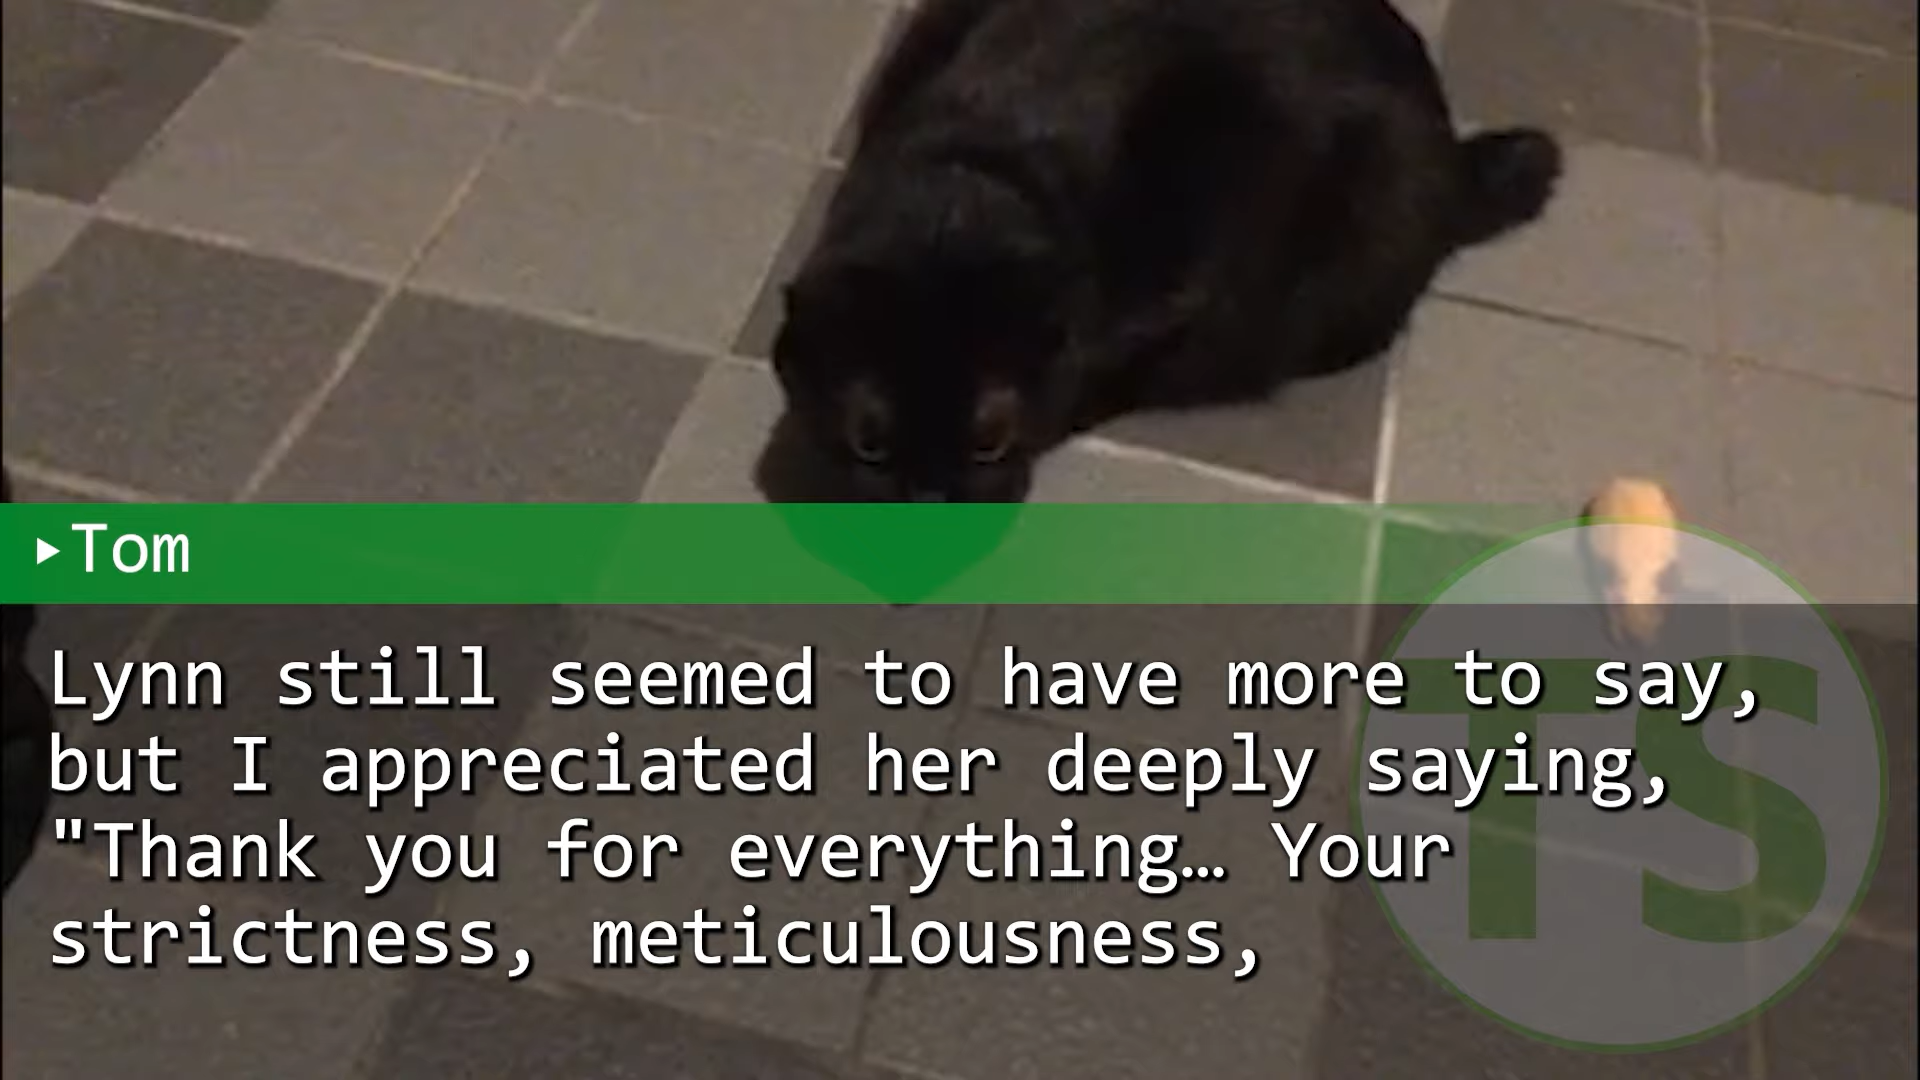 Tom
Lynn still seemed to have more to say,
but I appreciated her deeply saying,
"Thank you for everything… Your
strictness, meticulousness,
TS